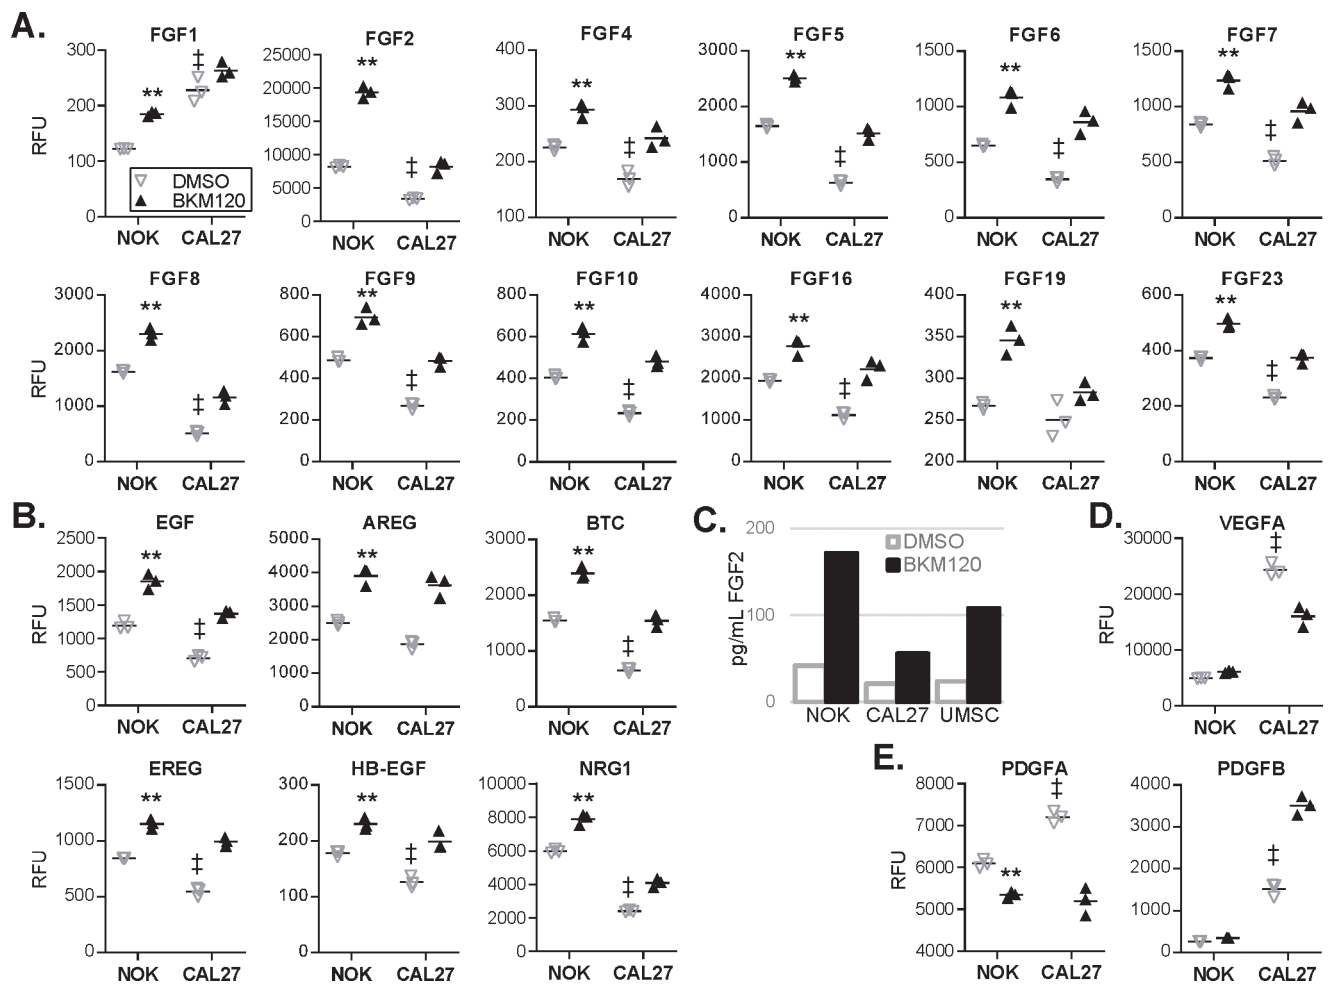 A.
FGF1
FGF2
FGF4
FGF5
FGF6
FGF7
RFU
300
200
100
0
**
‡
DMSO
BKM120
NOK CAL27
25000
20000
15000
10000
5000
0
**
‡
NOK CAL27
400
300
200
100
**
‡
NOK CAL27
3000
2000
1000
0
**
‡
NOK CAL27
1500
1000
500
0
**
‡
NOK CAL27
1500
1000
500
0
**
‡
NOK CAL27
FGF8
FGF9
FGF10
FGF16
FGF19
FGF23
RFU
3000
2000
1000
0
**
‡
NOK CAL27
800
600
400
200
0
**
‡
NOK CAL27
800
600
400
200
0
**
‡
NOK CAL27
4000
3000
2000
1000
0
**
‡
NOK CAL27
400
350
300
250
200
**
NOK CAL27
600
400
200
0
**
‡
NOK CAL27
B.
EGF
AREG
BTC
RFU
2500
2000
1500
1000
500
0
**
‡
NOK CAL27
5000
4000
3000
2000
1000
0
**
NOK CAL27
3000
2000
1000
0
**
‡
NOK CAL27
EREG
HB-EGF
NRG1
RFU
1500
1000
500
0
**
‡
NOK CAL27
300
200
100
0
**
‡
NOK CAL27
10000
8000
6000
4000
2000
0
**
‡
NOK CAL27
C.
pg/mL FGF2
200
100
0
DMSO
BKM120
NOK CAL27 UMSC
D.
VEGFA
RFU
30000
20000
10000
0
‡
NOK CAL27
E.
PDGFA
PDGFB
RFU
8000
7000
6000
5000
4000
**
‡
NOK CAL27
4000
3000
2000
1000
0
‡
NOK CAL27